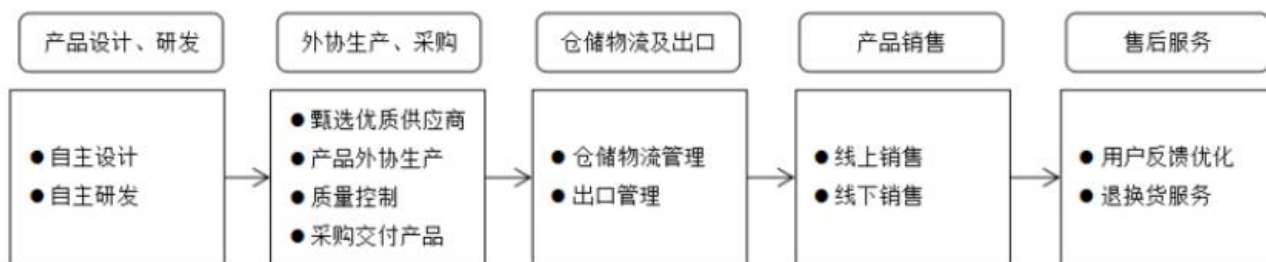 产品设计、研发
外协生产、采购
仓储物流及出口
产品销售
售后服务
●自主设计
●自主研发
●甄选优质供应商
●产品外协生产
●质量控制
●采购交付产品
●仓储物流管理
●出口管理
●线上销售
●线下销售
●用户反馈优化
●退换货服务